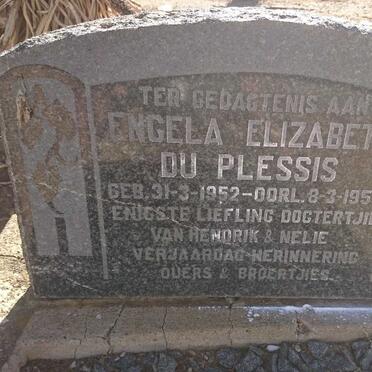 TER GEDAGTENIS AAN
ENGELA ELIZABET
DU PLESSIS
GEB. 31-3-1952-OORL. 8-3-195
ENIGSTE LIEFLING DOGTERTJIE
VAN HENDRIK & NELIE
VERJAARDAG-HERINNERING
OUERS & BROERTJIES.